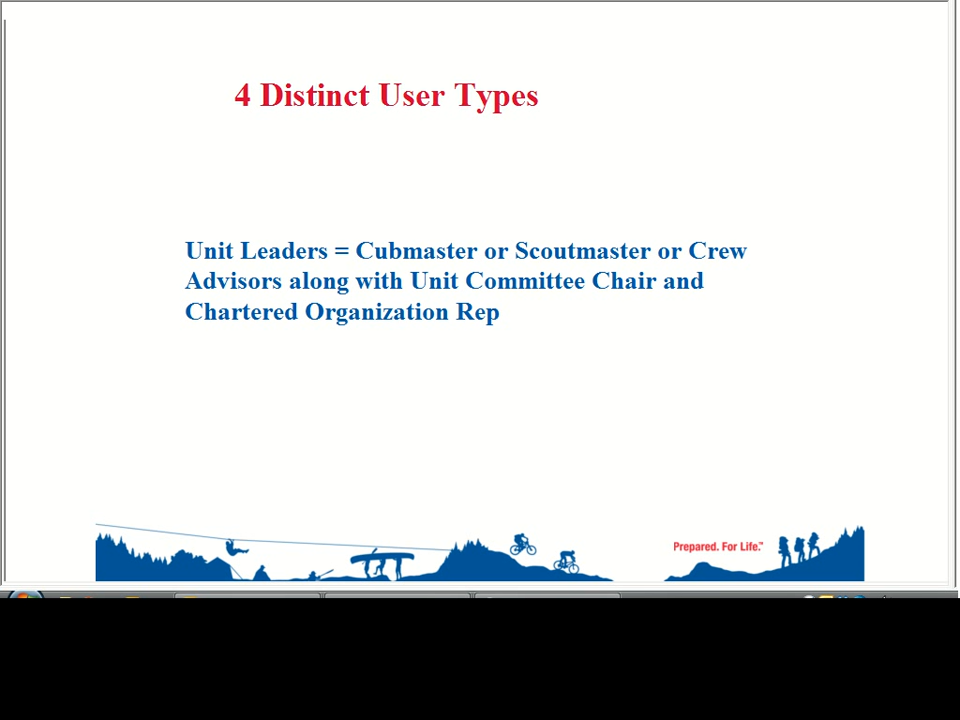 4 Distinct User Types
Unit Leaders = Cubmaster or Scoutmaster or Crew
Advisors along with Unit Committee Chair and
Chartered Organization Rep
Prepared. For Life.™